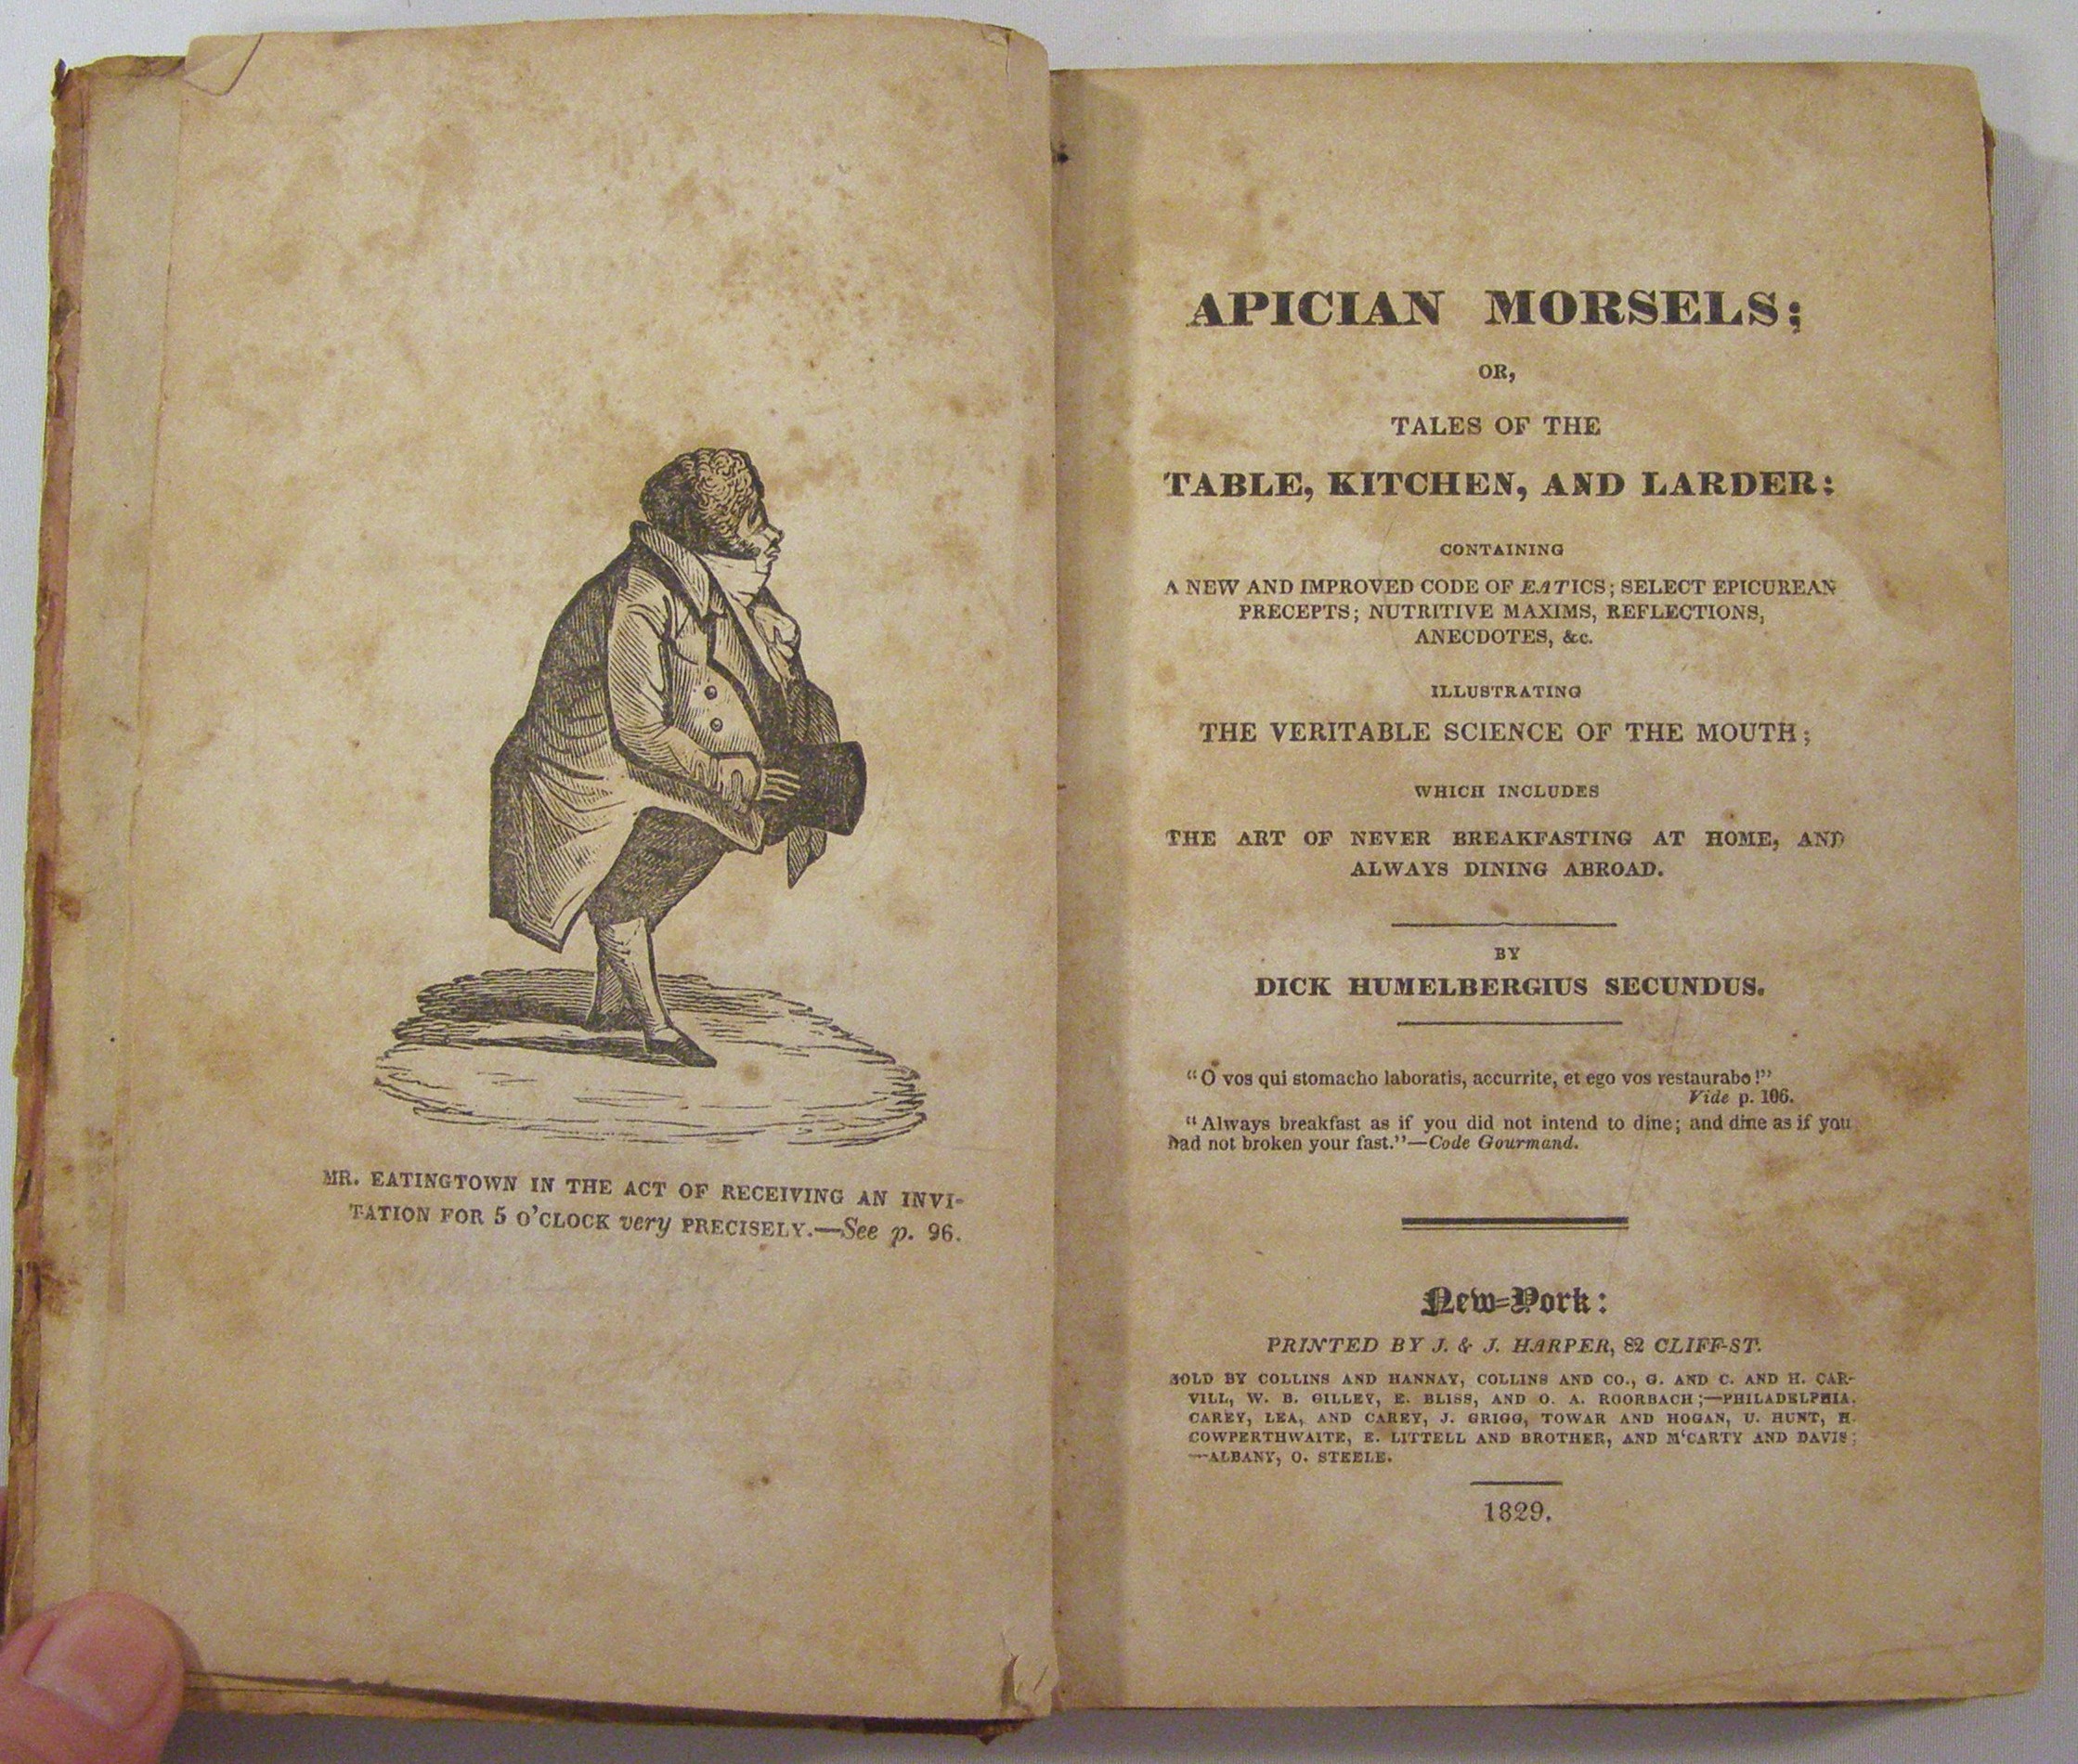 MR. EATINGTOWN IN THE ACT OF RECEIVING AN INVI-
TATION FOR 5 O'CLOCK very PRECISELY.—See p. 96.
APICIAN MORSELS;
OR,
TALES OF THE
TABLE, KITCHEN, AND LARDER:
CONTAINING
A NEW AND IMPROVED CODE OF EATICS; SELECT EPICUREAN
PRECEPTS; NUTRITIVE MAXIMS, REFLECTIONS,
ANECDOTES, &c.
ILLUSTRATING
THE VERITABLE SCIENCE OF THE MOUTH;
WHICH INCLUDES
THE ART OF NEVER BREAKFASTING AT HOME, AND
ALWAYS DINING ABROAD.
BY
DICK HUMELBERGIUS SECUNDUS.
"O vos qui stomacho laboratis, accurrite, et ego vos restaurabo!"
Vide p. 106.
"Always breakfast as if you did not intend to dine; and dine as if you
had not broken your fast."—Code Gourmand.
New-York:
PRINTED BY J. & J. HARPER, 82 CLIFF-ST.
SOLD BY COLLINS AND HANNAY, COLLINS AND CO., G. AND C. AND H. CAR-
VILL, W. B. GILLEY, E. BLISS, AND O. A. ROORBACH;—PHILADELPHIA,
CAREY, LEA, AND CAREY, J. GRIGG, TOWAR AND HOGAN, U. HUNT, H.
COWPERTHWAITE, E. LITTELL AND BROTHER, AND M'CARTY AND DAVIS;
—ALBANY, O. STEELE.
1829.